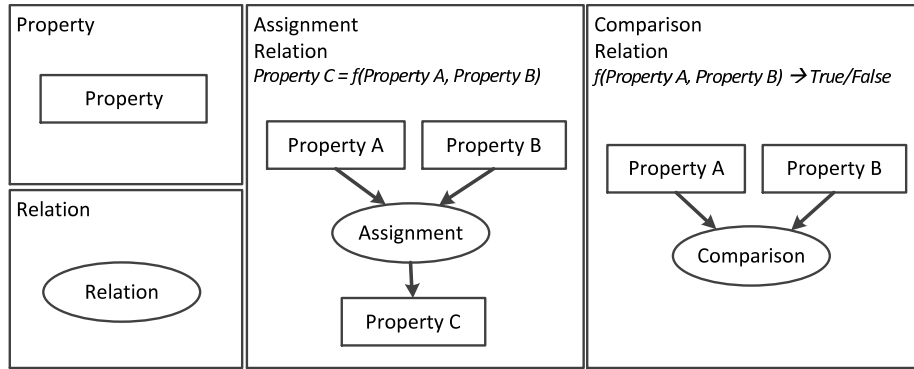 Property
Property
Relation
Relation
Assignment
Relation
Property C = f(Property A, Property B)
Property A
Property B
Assignment
Property C
Comparison
Relation
f(Property A, Property B) → True/False
Property A
Property B
Comparison